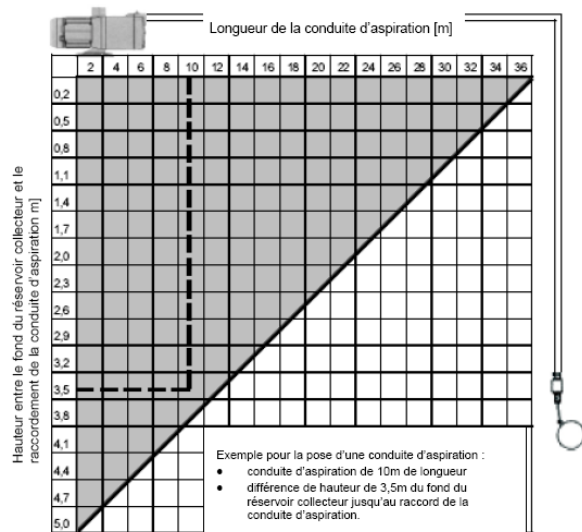 Longueur de la conduite d'aspiration [m]
2 4 6 8 10 12 14 16 18 20 22 24 26 28 30 32 34 36
Hauteur entre le fond du réservoir collecteur et le
raccordement de la conduite d'aspiration m]
0,2
0,5
0,8
1,1
1,4
1,7
2,0
2,3
2,6
2,9
3,2
3,5
3,8
4,1
4,4
4,7
5,0
Exemple pour la pose d'une conduite d'aspiration :
• conduite d'aspiration de 10m de longueur
• différence de hauteur de 3,5m du fond du
réservoir collecteur jusqu'au raccord de la
conduite d'aspiration.